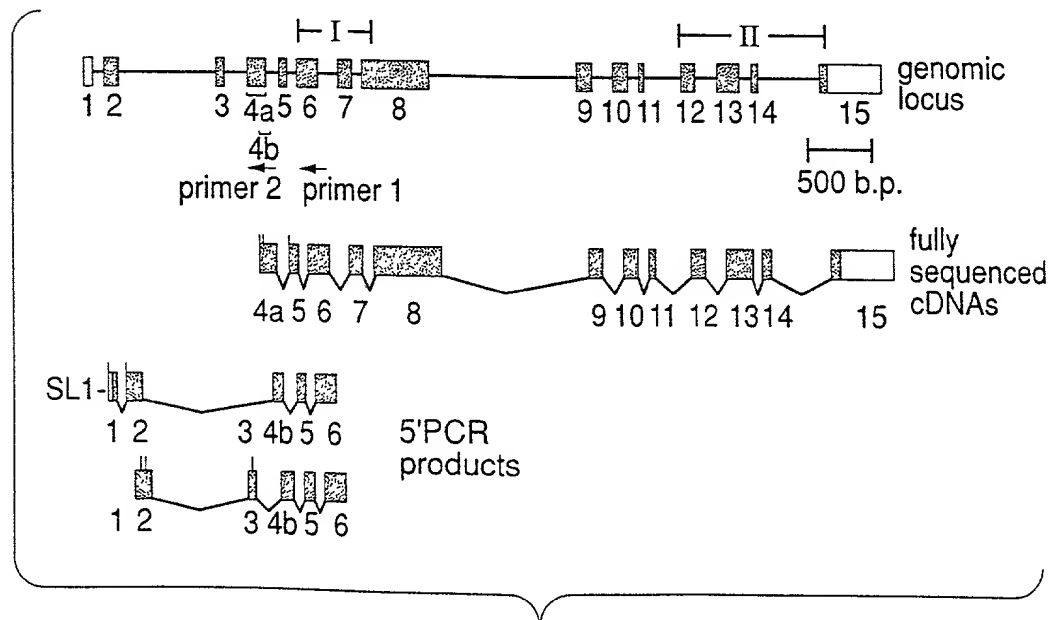 I II
genomic
locus
1 2 3 4a 5 6 7 8 9 10 11 12 13 14 15
4b
primer 2 primer 1
500 b.p.
fully
sequenced
cDNAs
4a 5 6 7 8 9 10 11 12 13 14 15
SL1-
1 2 3 4b 5 6
5'PCR
products
1 2 3 4b 5 6